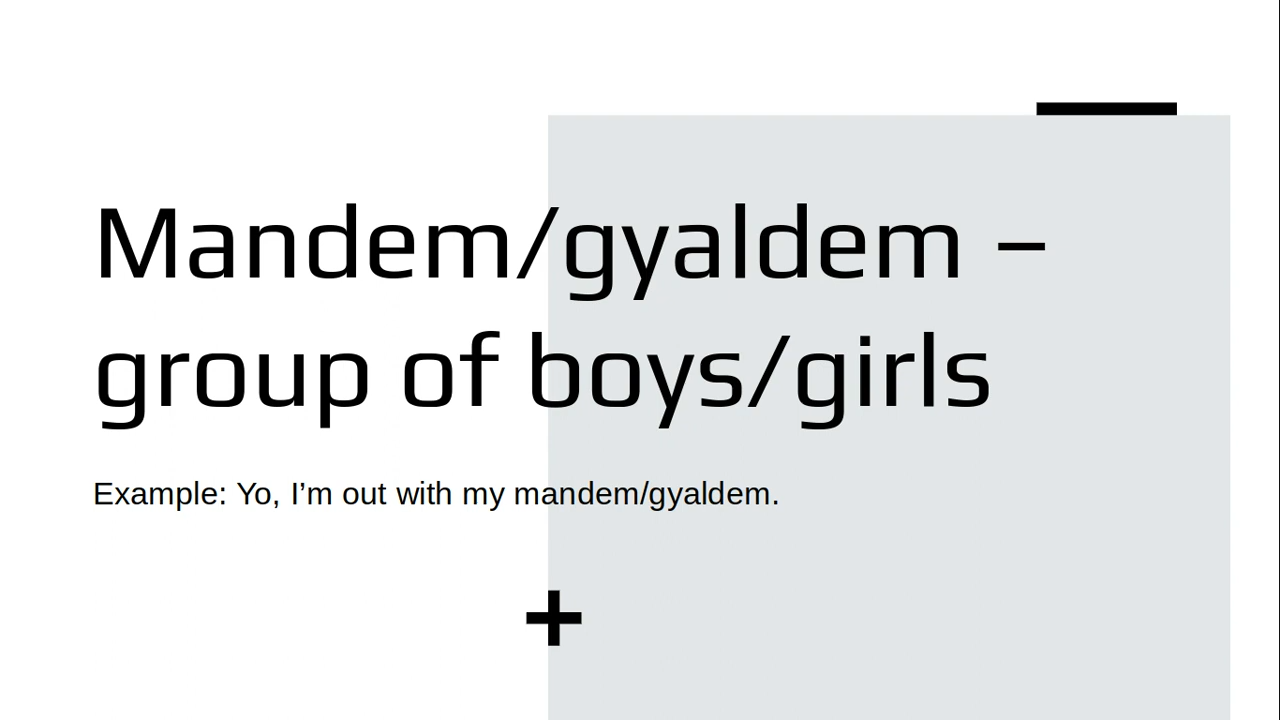 Mandem/gyaldem –
group of boys/girls
Example: Yo, I’m out with my mandem/gyaldem.